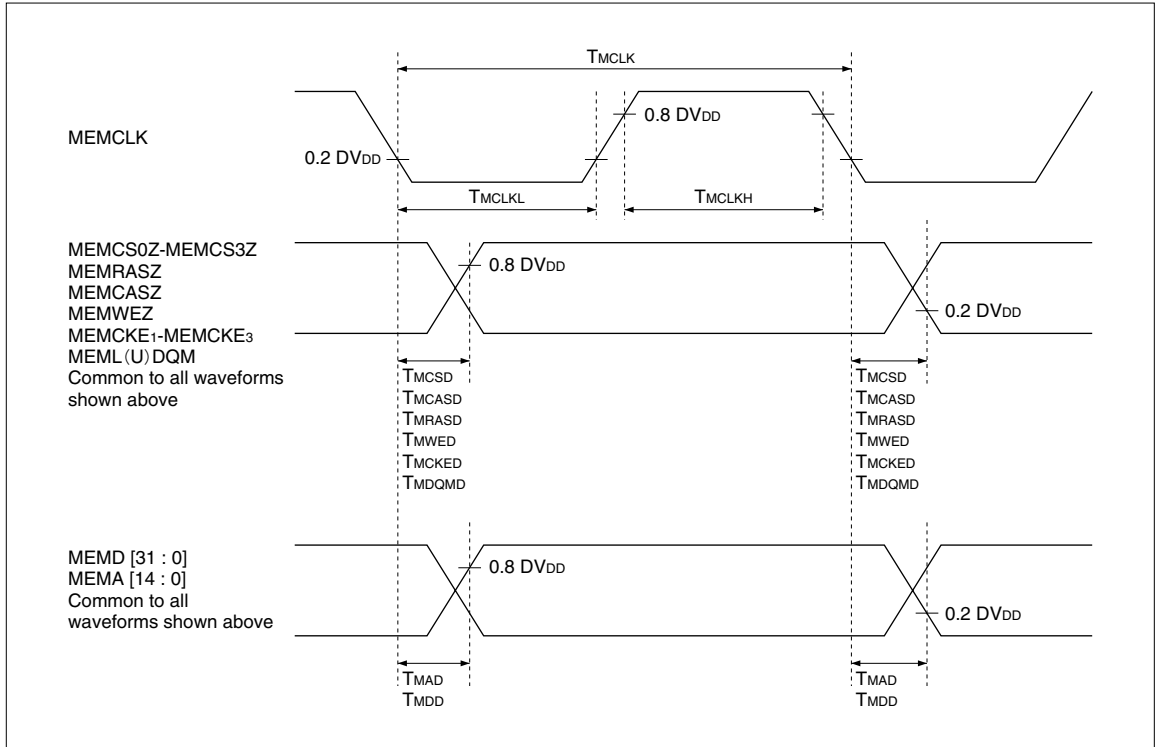 TMCLK
MEMCLK
0.8 DVDD
0.2 DVDD
TMCLKL
TMCLKH
MEMCS0Z-MEMCS3Z
MEMRASZ
MEMCASZ
MEMWEZ
MEMCKE1-MEMCKE3
MEML(U)DQM
Common to all waveforms
shown above
0.8 DVDD
0.2 DVDD
TMCSD
TMCASD
TMRASD
TMWED
TMCKED
TMDQMD
TMCSD
TMCASD
TMRASD
TMWED
TMCKED
TMDQMD
MEMD [31 : 0]
MEMA [14 : 0]
Common to all
waveforms shown above
0.8 DVDD
0.2 DVDD
TMAD
TMDD
TMAD
TMDD